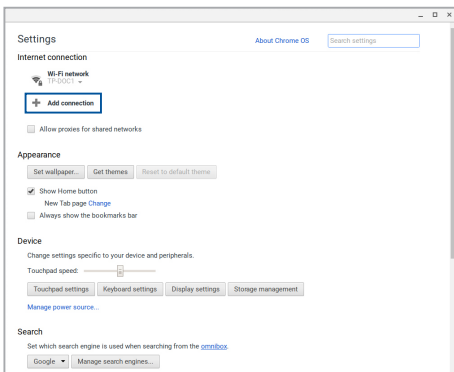 Settings
About Chrome OS
Search settings
Internet connection
Wi-Fi network
TP-DOC1
Add connection
Allow proxies for shared networks
Appearance
Set wallpaper... Get themes Reset to default theme
Show Home button
New Tab page Change
Always show the bookmarks bar
Device
Change settings specific to your device and peripherals.
Touchpad speed:
Touchpad settings Keyboard settings Display settings Storage management
Manage power source...
Search
Set which search engine is used when searching from the omnibox.
Google Manage search engines...